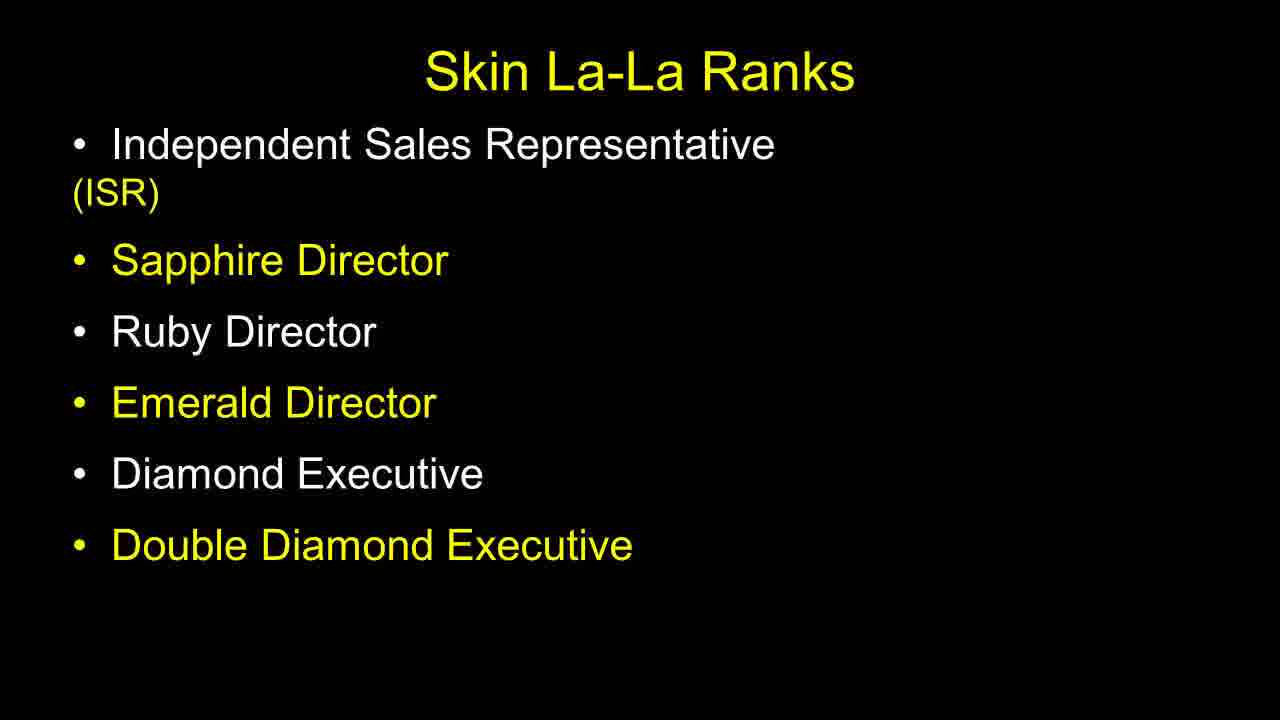 Skin La-La Ranks
• Independent Sales Representative
(ISR)
• Sapphire Director
• Ruby Director
• Emerald Director
• Diamond Executive
• Double Diamond Executive